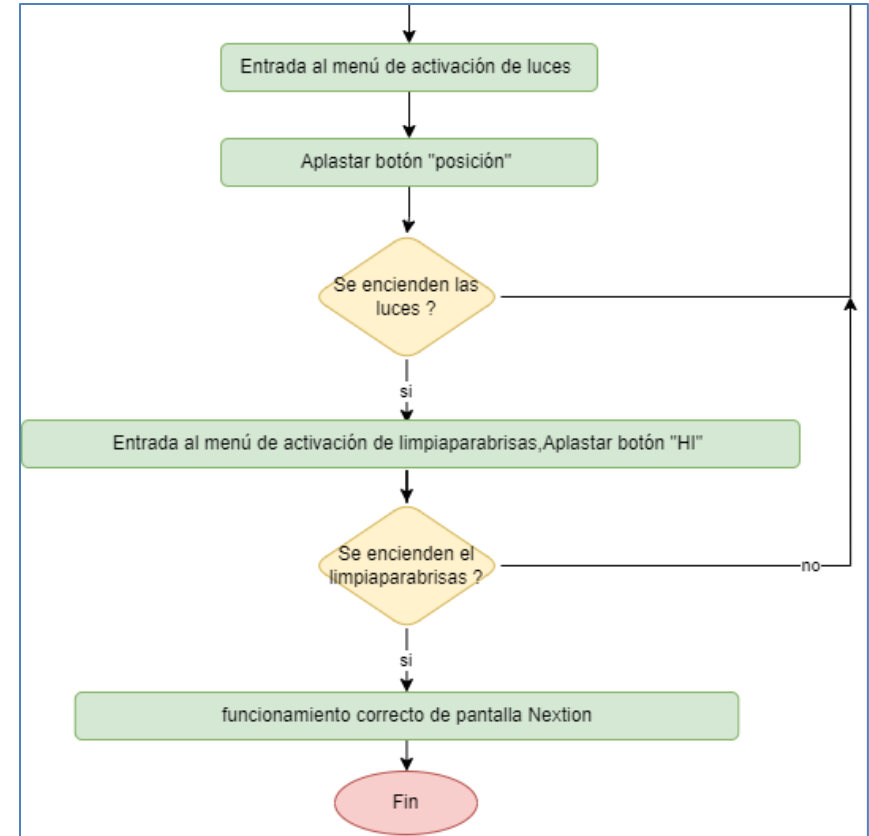 Entrada al menú de activación de luces
Aplastar botón "posición"
Se encienden las
luces ?
si
Entrada al menú de activación de limpiaparabrisas,Aplastar botón "HI"
Se encienden el
limpiaparabrisas ?
no
si
funcionamiento correcto de pantalla Nextion
Fin